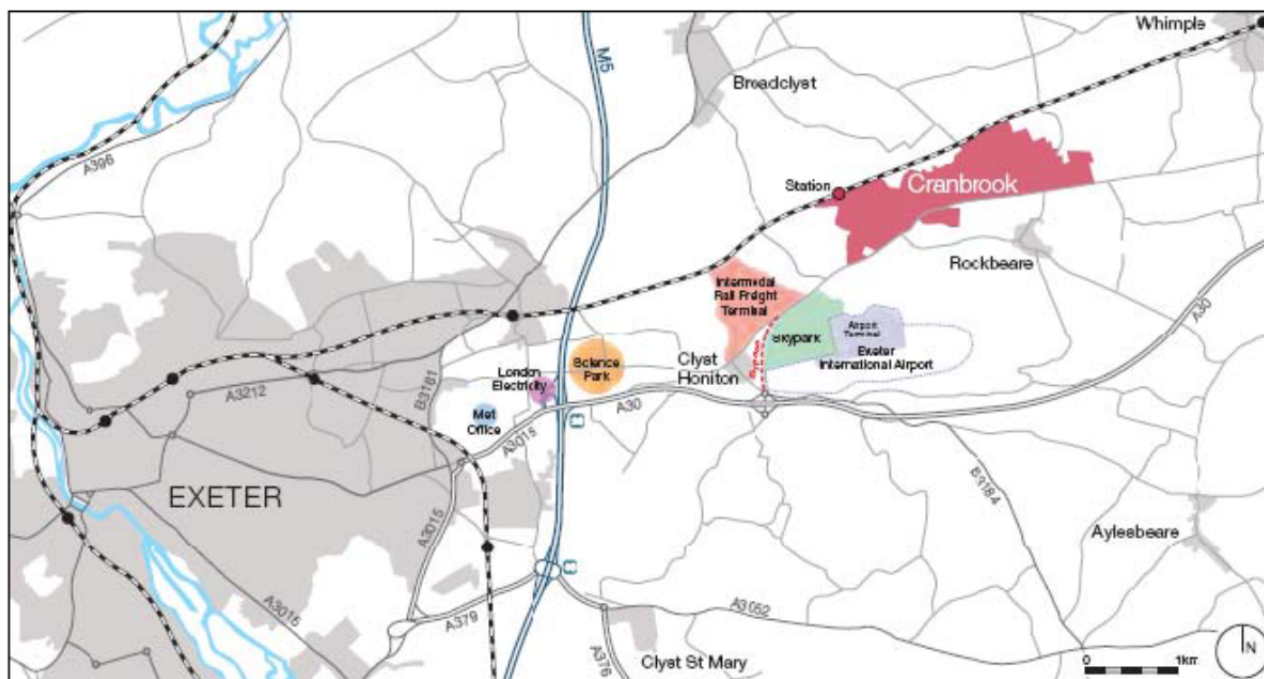 Whimple
M5
Broadclyst
A396
Station
Cranbrook
Rockbeare
A30
Intermodal
Rail Freight
Terminal
Skypark
Airport
Terminal
Exeter
International Airport
Clyst
Honiton
Science
Park
London
Electricity
Met
Office
A3015
A30
A3212
B3181
EXETER
A3015
B3184
Aylesbeare
A379
A3052
A376
Clyst St Mary
0 1km
N